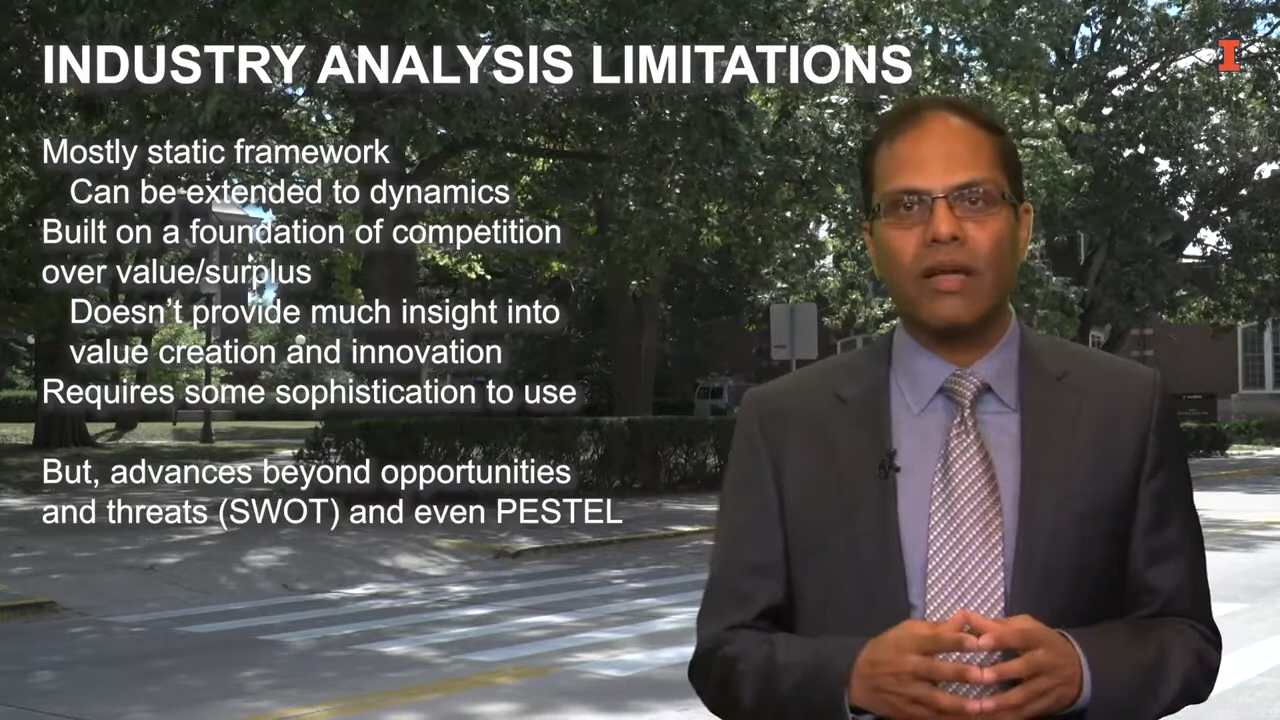 INDUSTRY ANALYSIS LIMITATIONS
I
Mostly static framework
Can be extended to dynamics
Built on a foundation of competition
over value/surplus
Doesn't provide much insight into
value creation and innovation
Requires some sophistication to use
But, advances beyond opportunities
and threats (SWOT) and even PESTEL